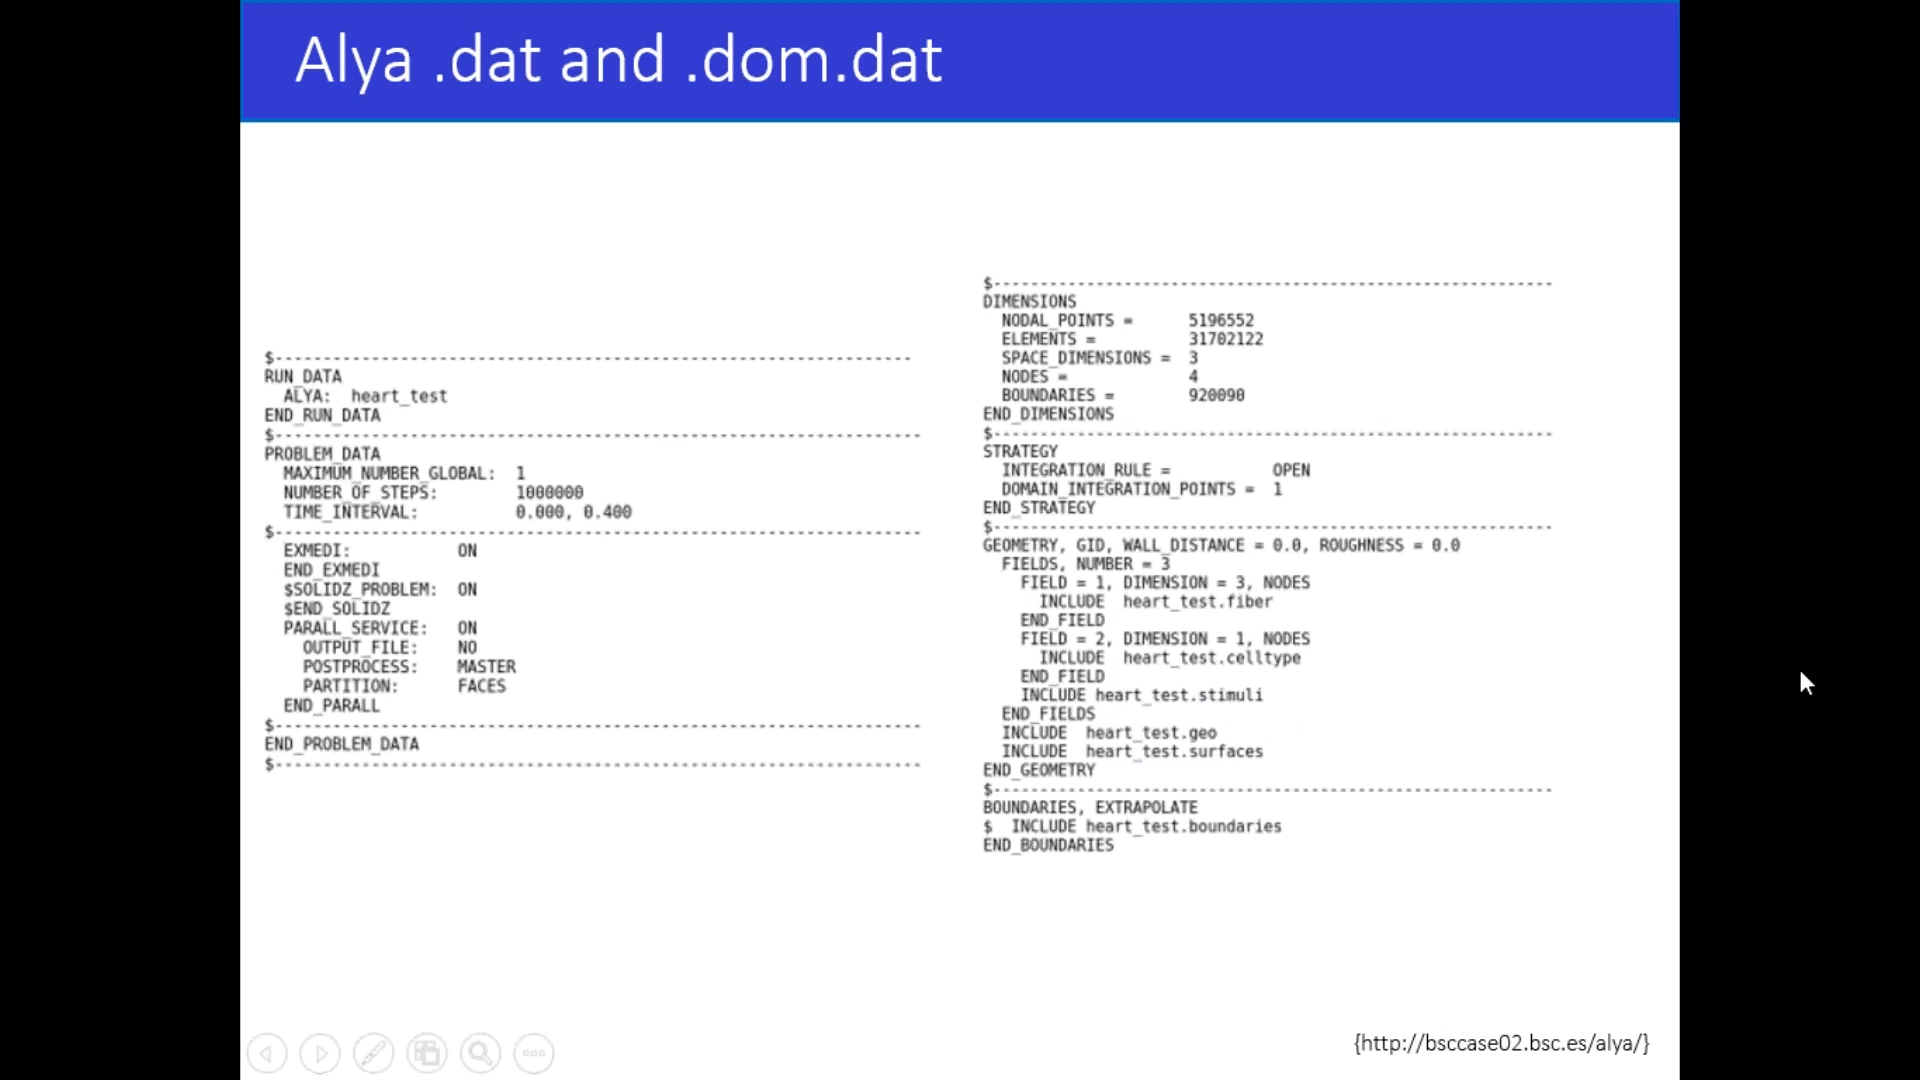 Alya .dat and .dom.dat
$-------------------------------------------------------------------
RUN_DATA
  ALYA:  heart_test
END_RUN_DATA
$-------------------------------------------------------------------
PROBLEM_DATA
  MAXIMUM_NUMBER_GLOBAL:  1
  NUMBER_OF_STEPS:        1000000
  TIME_INTERVAL:          0.000, 0.400
$-------------------------------------------------------------------
  EXMEDI:           ON
  END_EXMEDI
  $SOLIDZ_PROBLEM:  ON
  $END_SOLIDZ
  PARALL_SERVICE:   ON
    OUTPUT_FILE:    NO
    POSTPROCESS:    MASTER
    PARTITION:      FACES
  END_PARALL
$-------------------------------------------------------------------
END_PROBLEM_DATA
$-------------------------------------------------------------------
$------------------------------------------------------------
DIMENSIONS
  NODAL_POINTS =      5196552
  ELEMENTS =          31702122
  SPACE_DIMENSIONS =  3
  NODES =             4
  BOUNDARIES =        920090
END_DIMENSIONS
$------------------------------------------------------------
STRATEGY
  INTEGRATION_RULE =           OPEN
  DOMAIN_INTEGRATION_POINTS =  1
END_STRATEGY
$------------------------------------------------------------
GEOMETRY, GID, WALL_DISTANCE = 0.0, ROUGHNESS = 0.0
  FIELDS, NUMBER = 3
    FIELD = 1, DIMENSION = 3, NODES
      INCLUDE  heart_test.fiber
    END_FIELD
    FIELD = 2, DIMENSION = 1, NODES
      INCLUDE  heart_test.celltype
    END_FIELD
    INCLUDE heart_test.stimuli
  END_FIELDS
  INCLUDE  heart_test.geo
  INCLUDE  heart_test.surfaces
END_GEOMETRY
$------------------------------------------------------------
BOUNDARIES, EXTRAPOLATE
$  INCLUDE heart_test.boundaries
END_BOUNDARIES
{http://bsccase02.bsc.es/alya/}